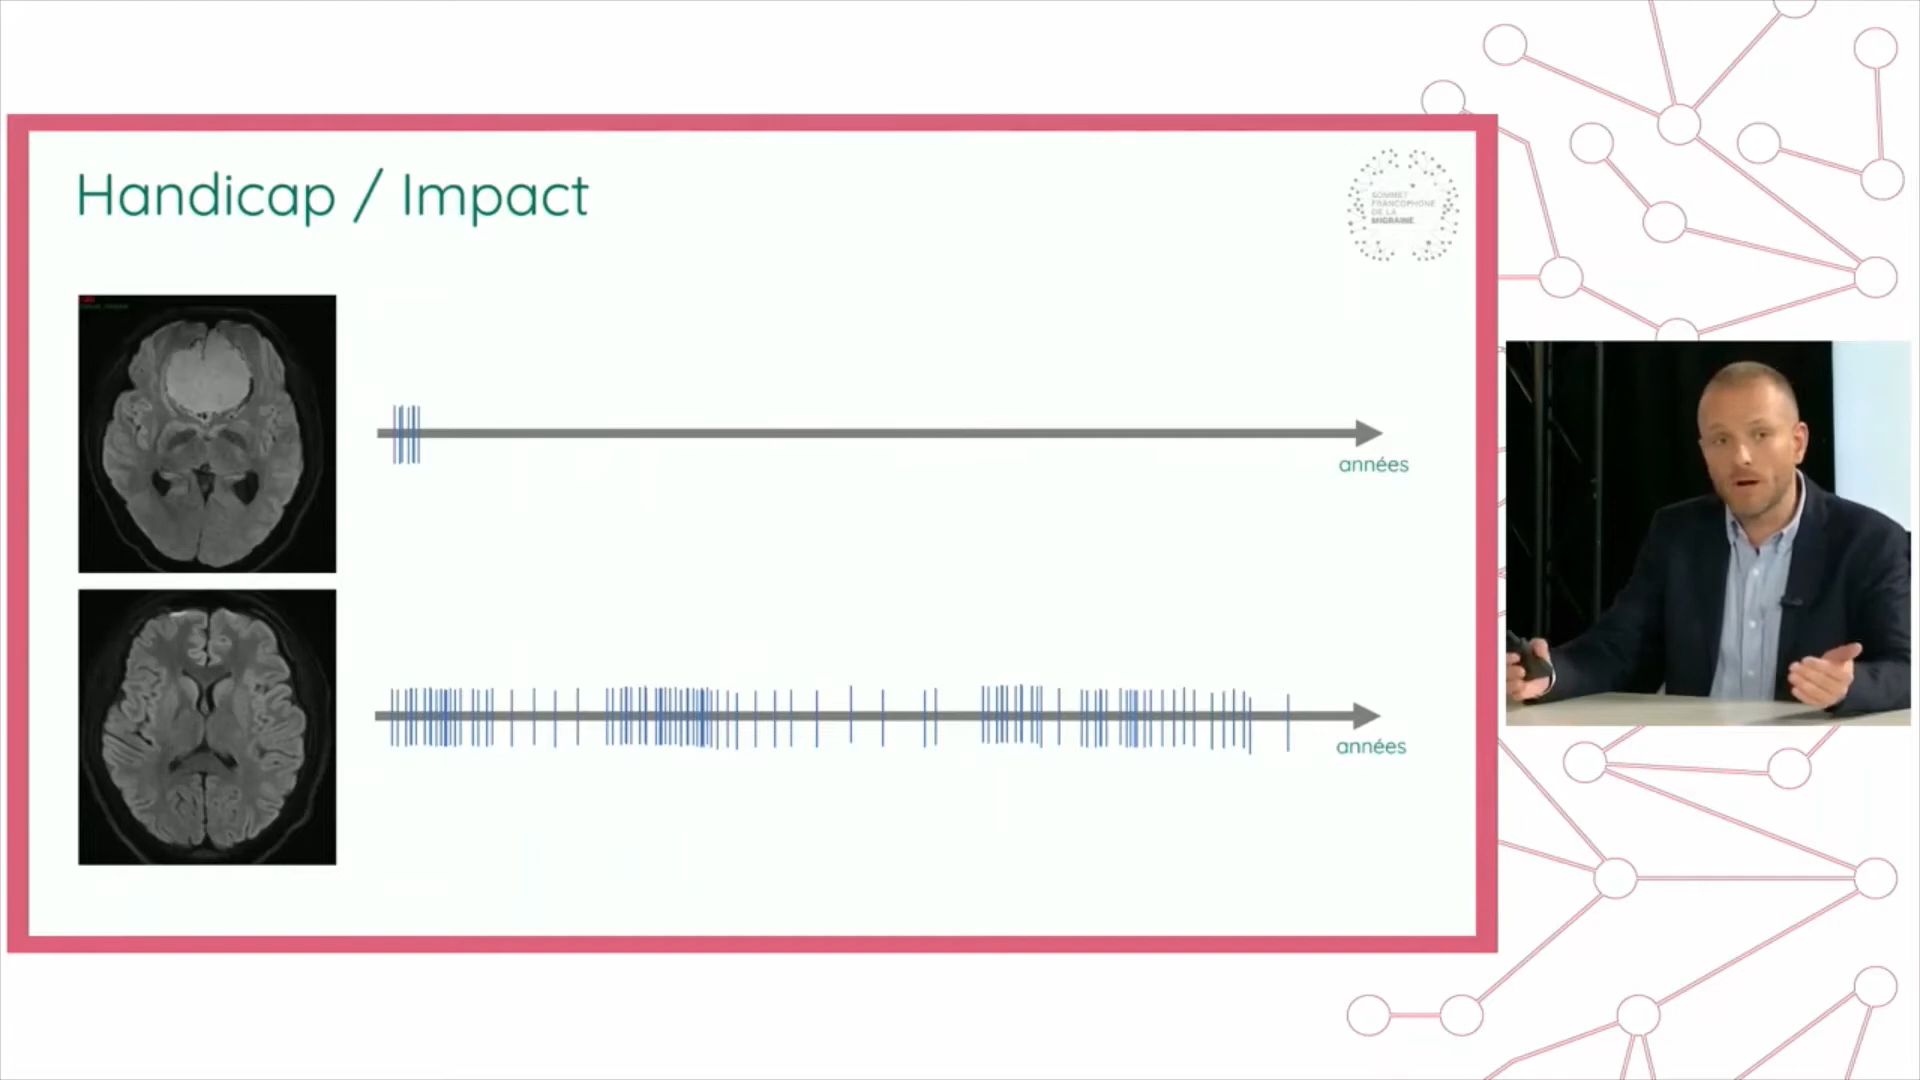 Handicap / Impact
SOMMET
FRANCOPHONE
DE LA
MIGRAINE
années
années